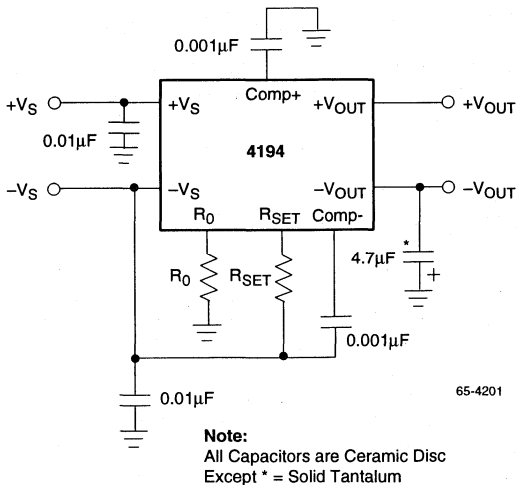 0.001µF
Comp+
+VS
+VS
+VOUT
+VOUT
0.01µF
4194
-VS
-VS
-VOUT
-VOUT
R0
RSET
Comp-
R0
RSET
*
4.7µF
+
0.001µF
0.01µF
65-4201
Note:
All Capacitors are Ceramic Disc
Except * = Solid Tantalum